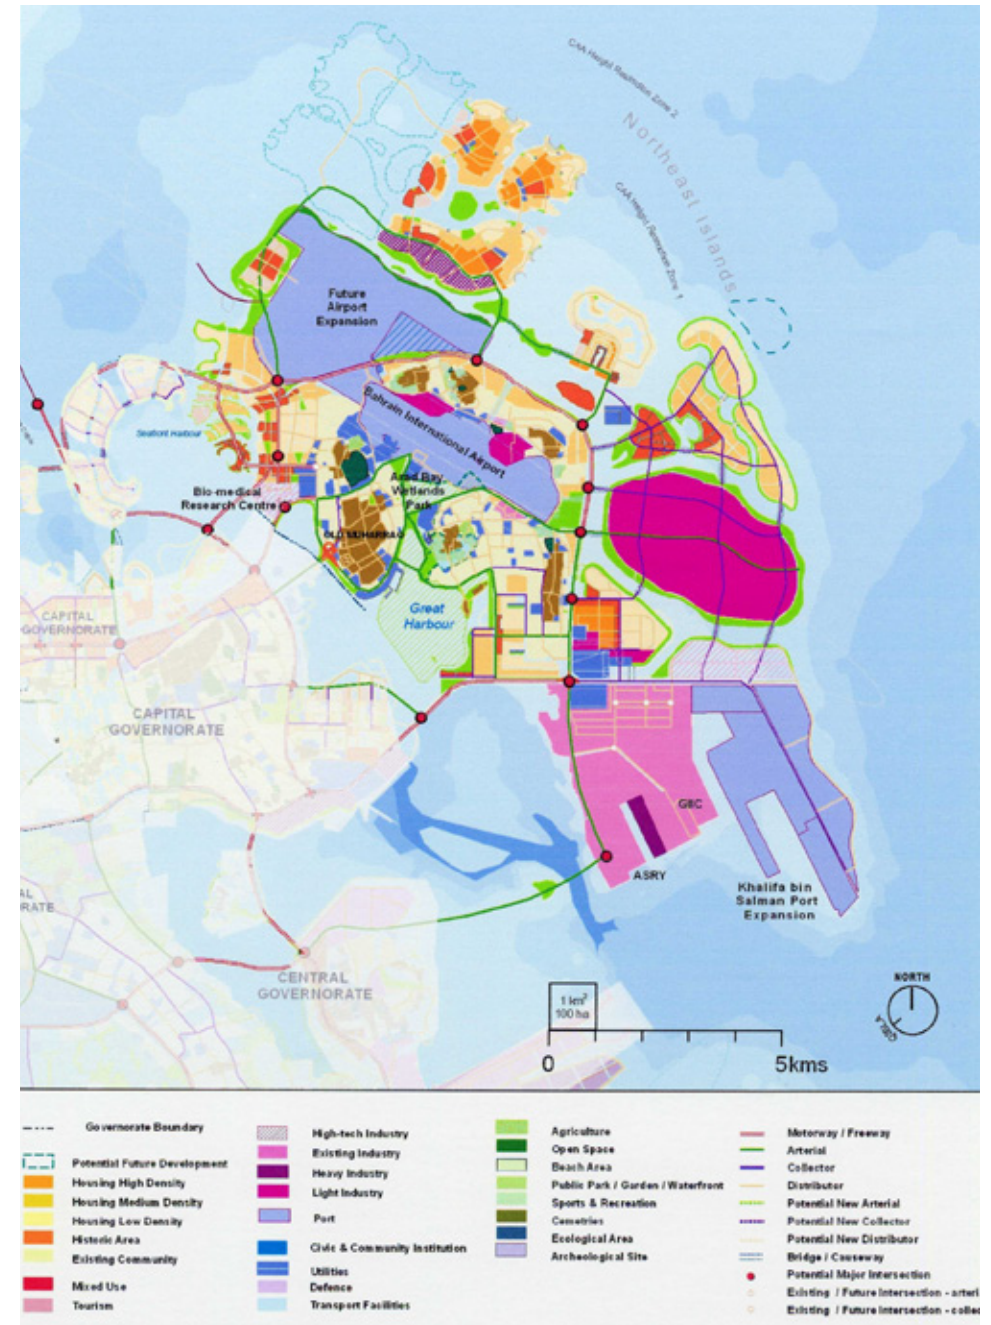 CAA Height Restriction Zone 2
Northeast Islands
CAA Height Restriction Zone 1
Future
Airport
Expansion
Bahrain International Airport
Seafont Harbour
Arad Bay
Wetlands
Park
Bio-medical
Research Centre
OLD MUHARRAQ
Great
Harbour
CAPITAL
GOVERNORATE
CAPITAL
GOVERNORATE
GIIC
ASRY
Khalifa bin
Salman Port
Expansion
CENTRAL
GOVERNORATE
1 km²
100 ha
0
5kms
NORTH
QIBLA
Governorate Boundary
Potential Future Development
Housing High Density
Housing Medium Density
Housing Low Density
Historic Area
Existing Community
Mixed Use
Tourism
High-tech Industry
Existing Industry
Heavy Industry
Light Industry
Port
Civic & Community Institution
Utilities
Defence
Transport Facilities
Agriculture
Open Space
Beach Area
Public Park / Garden / Waterfront
Sports & Recreation
Cemetries
Ecological Area
Archeological Site
Motorway / Freeway
Arterial
Collector
Distributor
Potential New Arterial
Potential New Collector
Potential New Distributor
Bridge / Causeway
Potential Major Intersection
Existing / Future Intersection - arteri
Existing / Future Intersection - collec